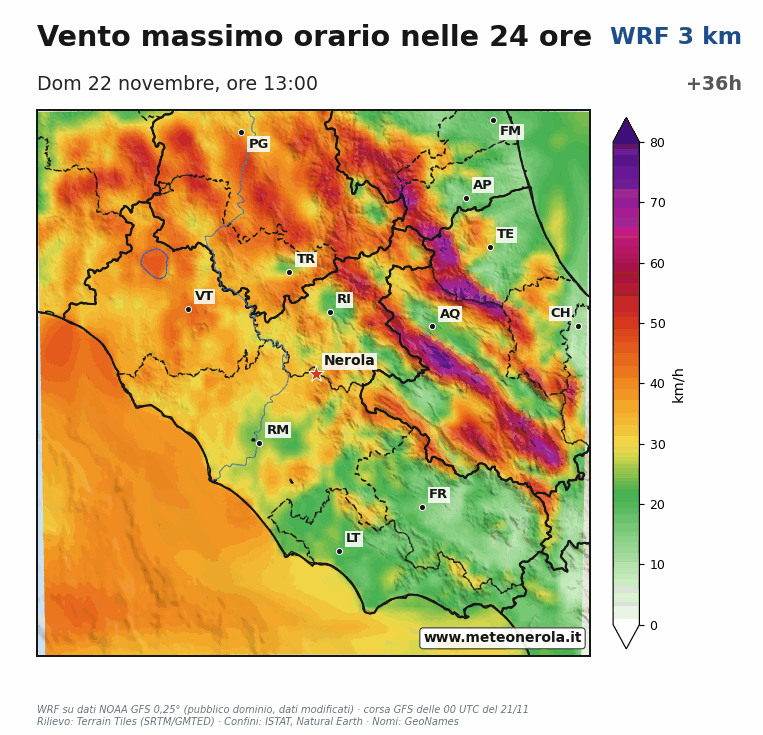 Vento massimo orario nelle 24 ore WRF 3 km
Dom 22 novembre, ore 13:00 +36h
FM
PG
AP
TE
TR
VT
RI
AQ
CH
Nerola
RM
FR
LT
www.meteonerola.it
80
70
60
50
40
30
20
10
0
km/h
WRF su dati NOAA GFS 0,25° (pubblico dominio, dati modificati) · corsa GFS delle 00 UTC del 21/11
Rilievo: Terrain Tiles (SRTM/GMTED) · Confini: ISTAT, Natural Earth · Nomi: GeoNames